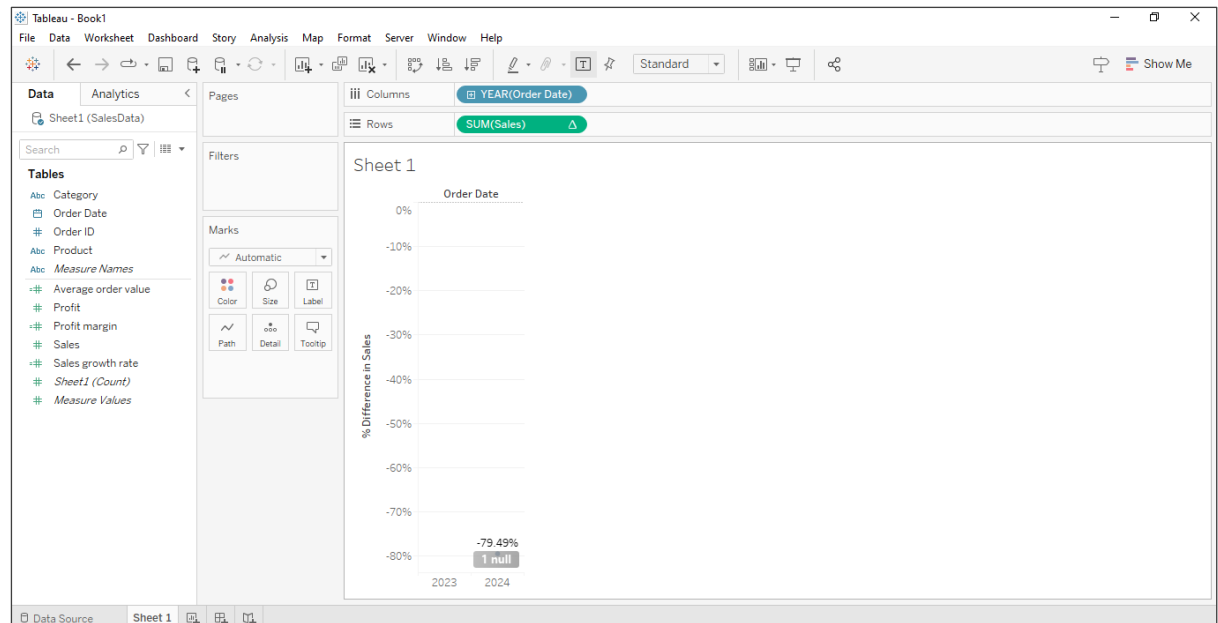 Tableau - Book1
File Data Worksheet Dashboard Story Analysis Map Format Server Window Help
Standard
Show Me
Data Analytics
Sheet1 (SalesData)
Search
Tables
Abc Category
Order Date
# Order ID
Abc Product
Abc Measure Names
=# Average order value
# Profit
=# Profit margin
# Sales
=# Sales growth rate
# Sheet1 (Count)
# Measure Values
Pages
Filters
Marks
Automatic
Color Size Label
Path Detail Tooltip
Columns YEAR(Order Date)
Rows SUM(Sales) Δ
Sheet 1
Order Date
% Difference in Sales
0%
-10%
-20%
-30%
-40%
-50%
-60%
-70%
-80%
-79.49%
1 null
2023 2024
Data Source Sheet 1